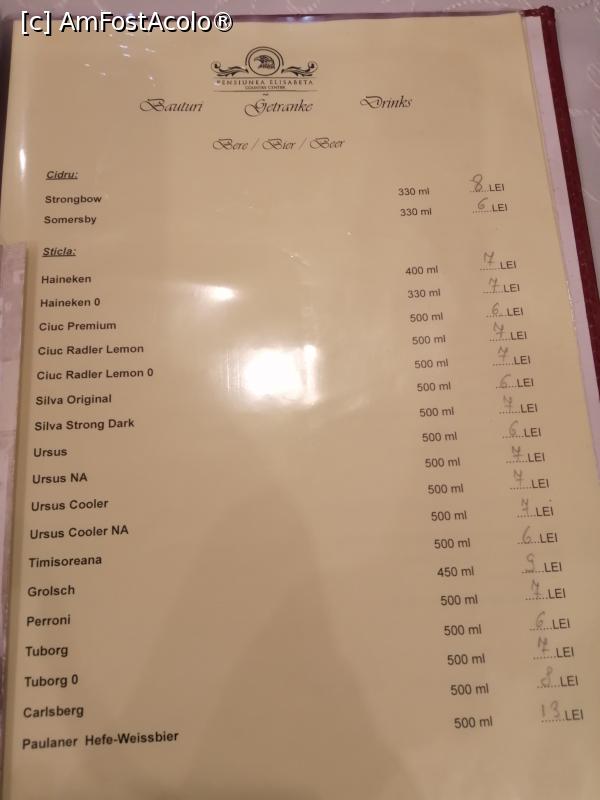 [c] AmFostAcolo®
PENSIUNEA ELISABETA
COUNTRY CENTER
Bauturi Getranke Drinks
Bere / Bier / Beer
Cidru:
Strongbow 330 ml 8 LEI
Somersby 330 ml 6 LEI
Sticla:
Haineken 400 ml 7 LEI
Haineken 0 330 ml 7 LEI
Ciuc Premium 500 ml 6 LEI
Ciuc Radler Lemon 500 ml 7 LEI
Ciuc Radler Lemon 0 500 ml 7 LEI
Silva Original 500 ml 6 LEI
Silva Strong Dark 500 ml 7 LEI
Ursus 500 ml 6 LEI
Ursus NA 500 ml 7 LEI
Ursus Cooler 500 ml 7 LEI
Ursus Cooler NA 500 ml 7 LEI
Timisoreana 500 ml 6 LEI
Grolsch 450 ml 9 LEI
Perroni 500 ml 7 LEI
Tuborg 500 ml 6 LEI
Tuborg 0 500 ml 7 LEI
Carlsberg 500 ml 8 LEI
Paulaner Hefe-Weissbier 500 ml 13 LEI